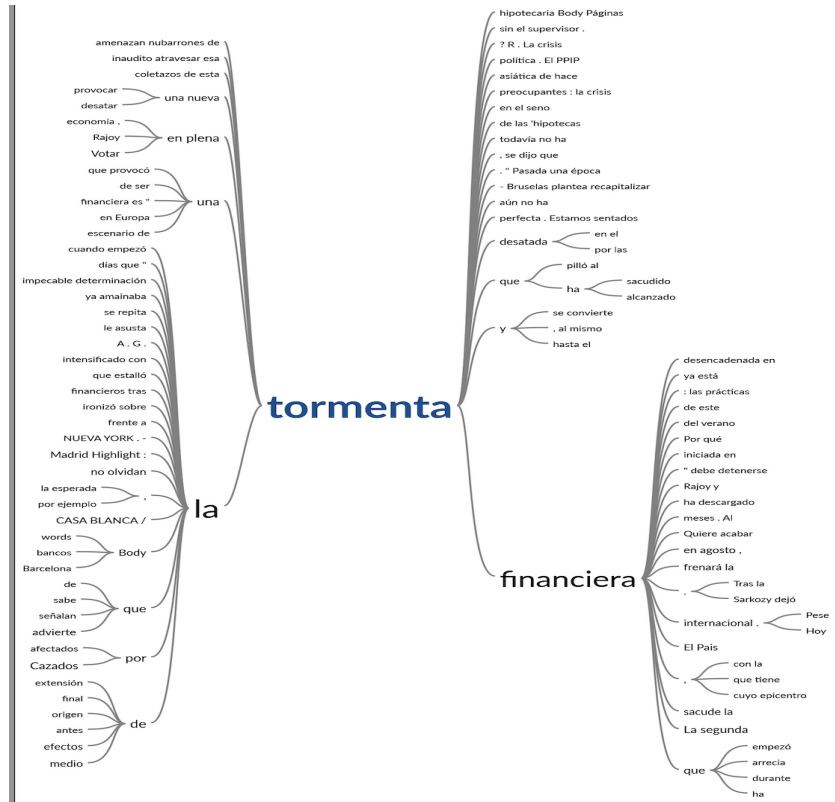 amenazan nubarrones de
inaudito atravesar esa
coletazos de esta
provocar
desatar
una nueva
economía ,
Rajoy
Votar
en plena
que provocó
de ser
financiera es "
en Europa
escenario de
una
cuando empezó
días que "
impecable determinación
ya amainaba
se repita
le asusta
A . G .
intensificado con
que estalló
financieros tras
ironizó sobre
frente a
NUEVA YORK . -
Madrid Highlight :
no olvidan
la esperada
por ejemplo
,
CASA BLANCA /
words
bancos
Barcelona
Body
de
sabe
señalan
advierte
que
afectados
Cazados
por
extensión
final
origen
antes
efectos
medio
de
la
tormenta
hipotecaria Body Páginas
sin el supervisor .
? R . La crisis
política . El PPIP
asiática de hace
preocupantes : la crisis
en el seno
de las 'hipotecas
todavía no ha
, se dijo que
. " Pasada una época
- Bruselas plantea recapitalizar
aún no ha
perfecta . Estamos sentados
desatada
en el
por las
que
pilló al
ha
sacudido
alcanzado
y
se convierte
, al mismo
hasta el
financiera
desencadenada en
ya está
: las prácticas
de este
del verano
Por qué
iniciada en
" debe detenerse
Rajoy y
ha descargado
meses . Al
Quiere acabar
en agosto ,
frenará la
.
Tras la
Sarkozy dejó
internacional .
Pese
Hoy
El Pais
,
con la
que tiene
cuyo epicentro
sacude la
La segunda
que
empezó
arrecia
durante
ha